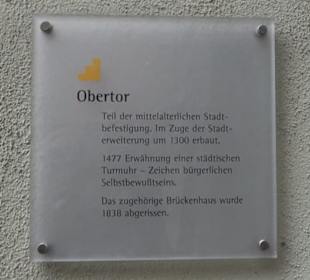 Obertor
Teil der mittelalterlichen Stadt-
befestigung. Im Zuge der Stadt-
erweiterung um 1300 erbaut.
1477 Erwähnung einer städtischen
Turmuhr – Zeichen bürgerlichen
Selbstbewußtseins.
Das zugehörige Brückenhaus wurde
1838 abgerissen.